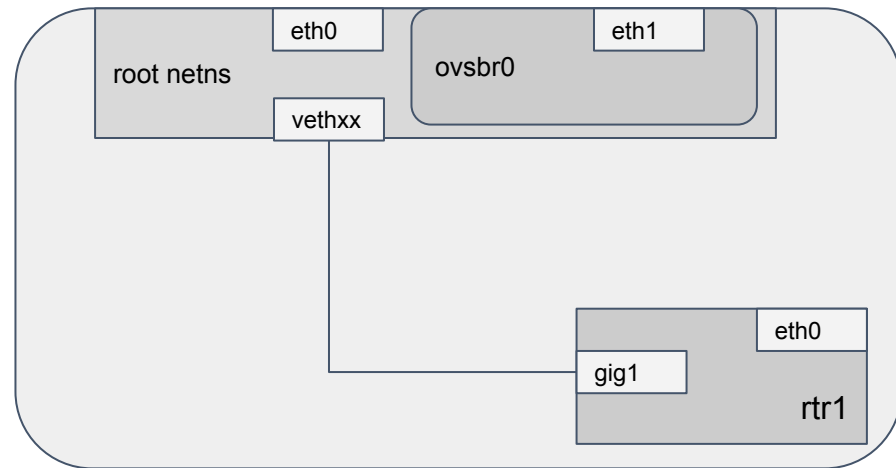 eth0
eth1
root netns
ovsbr0
vethxx
eth0
gig1
rtr1